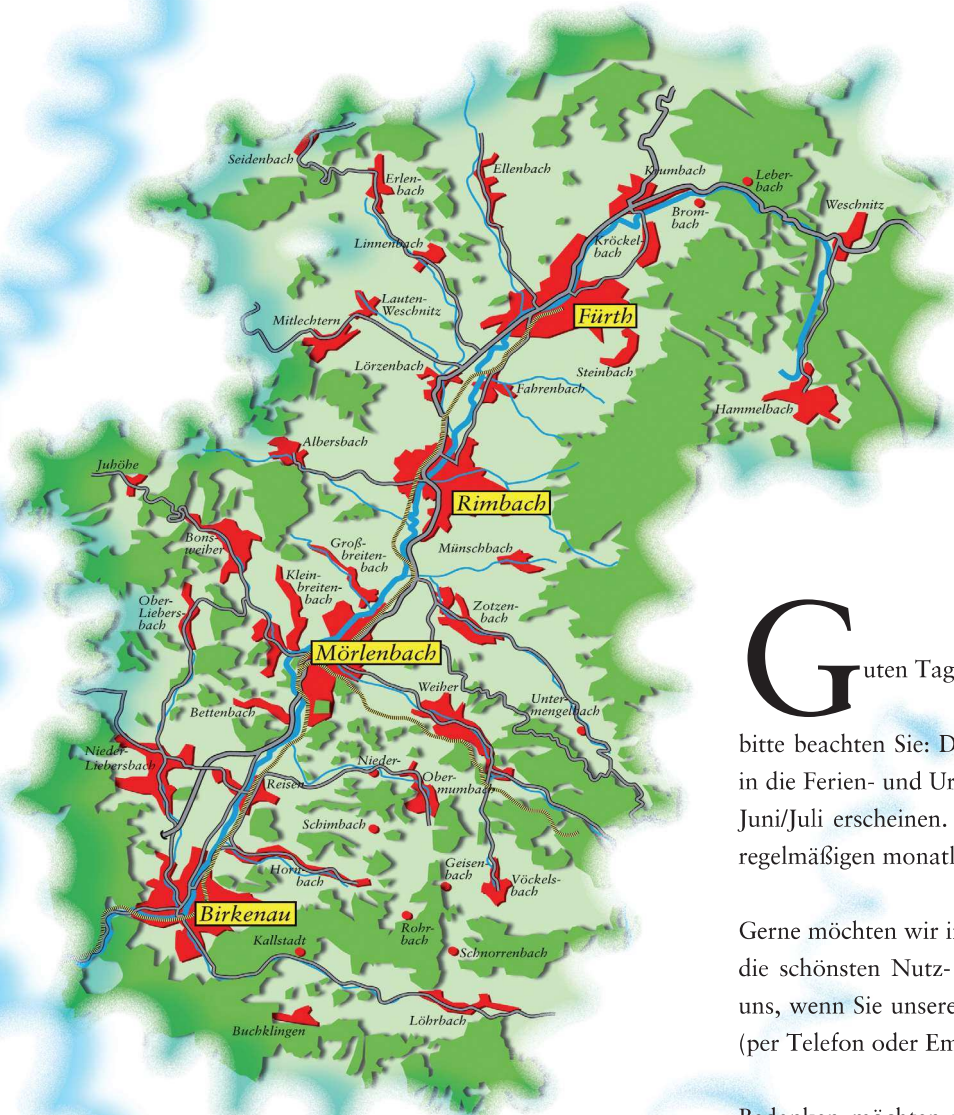 Seidenbach
Erlen-
bach
Ellenbach
Krumbach
Leber-
bach
Weschnitz
Brom-
bach
Linnenbach
Kröckel-
bach
Lauten-
Weschnitz
Mitlechtern
Fürth
Lörzenbach
Steinbach
Fahrenbach
Hammelbach
Albersbach
Juhöhe
Rimbach
Bons-
weiher
Groß-
breiten-
bach
Münschbach
Klein-
breiten-
bach
Ober-
Liebers-
bach
Zotzen-
bach
Mörlenbach
Weiher
Unter-
mengelbach
Bettenbach
Nieder-
Liebersbach
Nieder-
Ober-
mumbach
Reisen
Schimbach
Horn-
bach
Geisen-
bach
Vöckels-
bach
Birkenau
Rohr-
bach
Kallstadt
Schnorrenbach
Löhrbach
Buchklingen
Guten Tag
bitte beachten Sie: D
in die Ferien- und Ur
Juni/Juli erscheinen.
regelmäßigen monatl
Gerne möchten wir i
die schönsten Nutz-
uns, wenn Sie unsere
(per Telefon oder Em